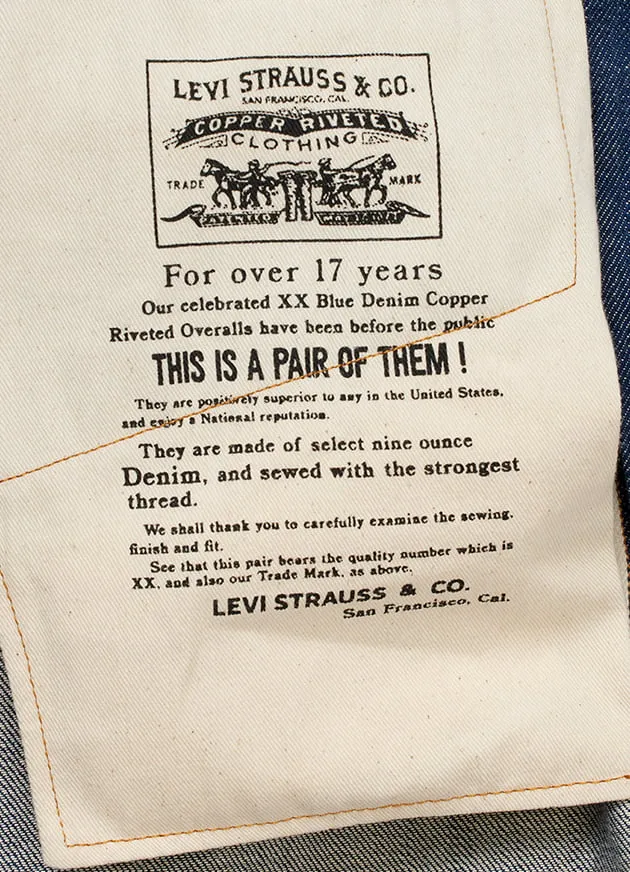 LEVI STRAUSS & CO.
SAN FRANCISCO, CAL.
COPPER RIVETED
CLOTHING
TRADE MARK
PATENTED
For over 17 years
Our celebrated XX Blue Denim Copper
Riveted Overalls have been before the public
THIS IS A PAIR OF THEM !
They are positively superior to any in the United States,
and enjoy a National reputation.
They are made of select nine ounce
Denim, and sewed with the strongest
thread.
We shall thank you to carefully examine the sewing,
finish and fit.
See that this pair bears the quality number which is
XX, and also our Trade Mark, as above.
LEVI STRAUSS & CO.
San Francisco, Cal.